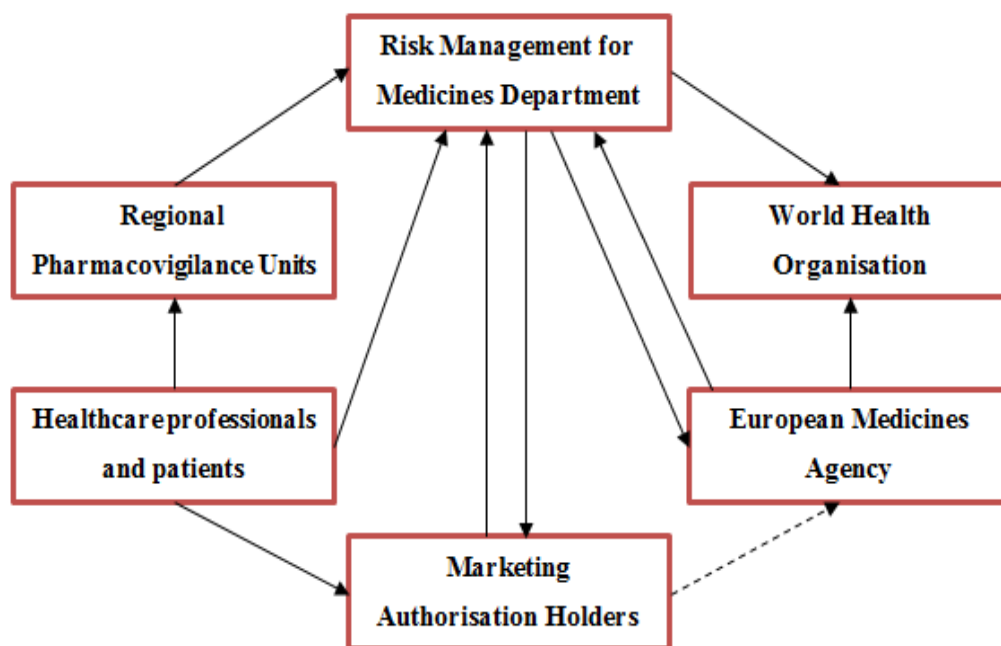 Risk Management for
Medicines Department
Regional
Pharmacovigilance Units
World Health
Organisation
Healthcare professionals
and patients
European Medicines
Agency
Marketing
Authorisation Holders